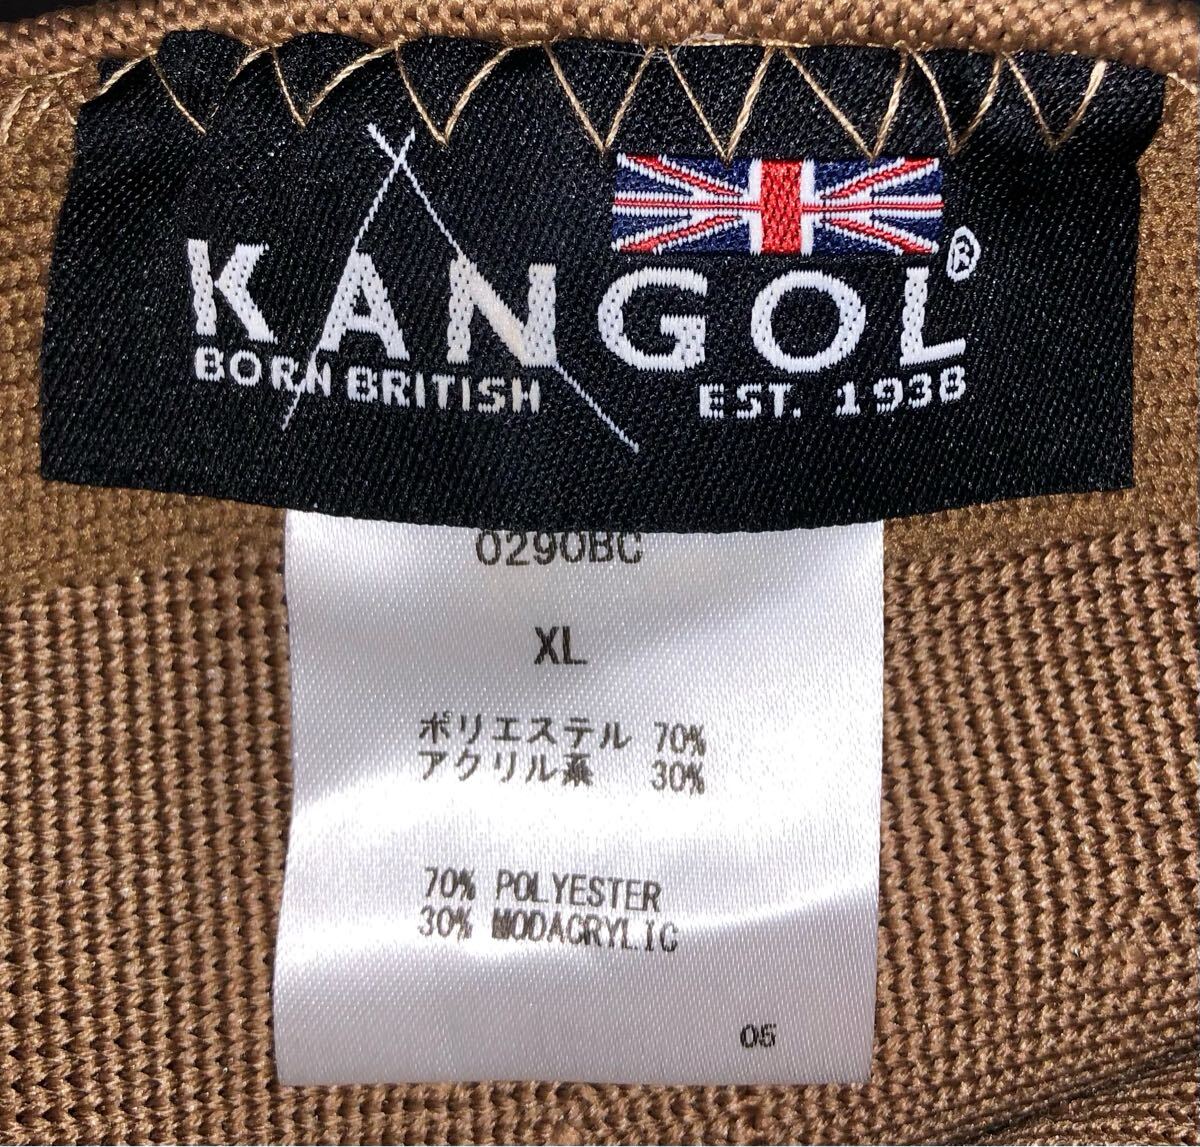 KANGOL®
BORN BRITISH EST. 1938
0290BC
XL
ポリエステル 70%
アクリル系 30%
70% POLYESTER
30% MODACRYLIC
05